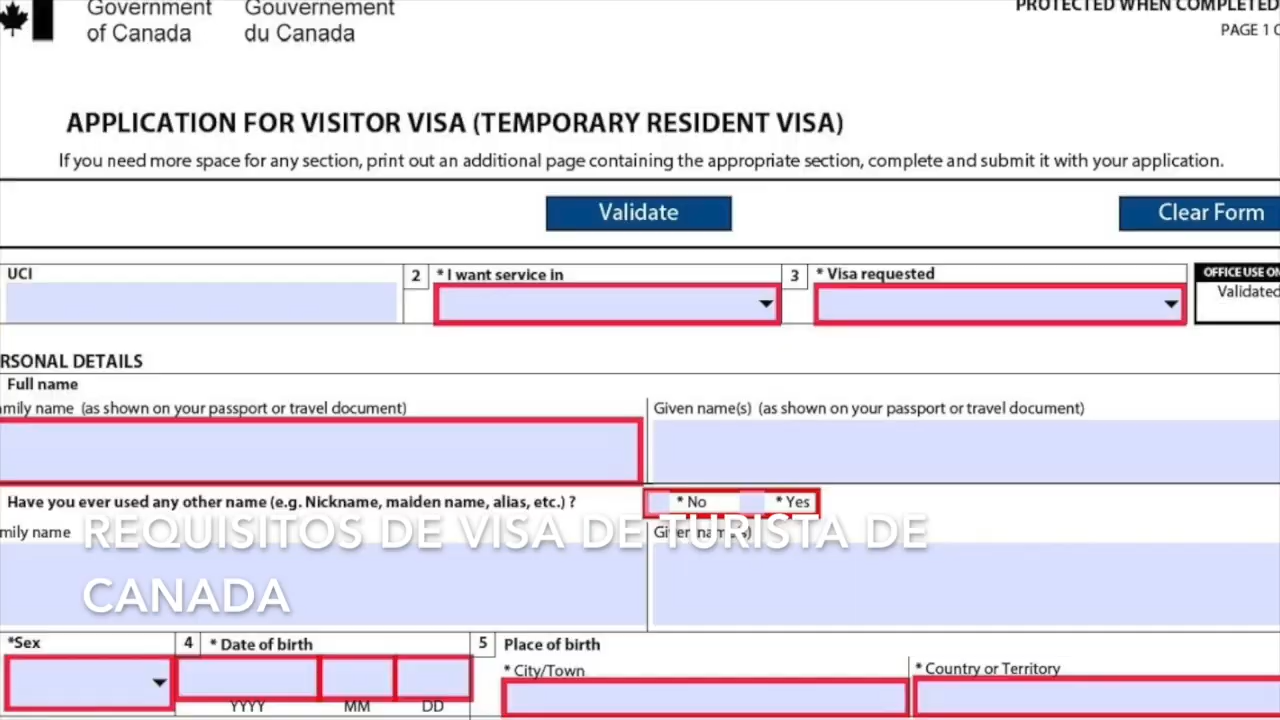 Government Gouvernement
of Canada du Canada
PROTECTED WHEN COMPLETED
PAGE 1
APPLICATION FOR VISITOR VISA (TEMPORARY RESIDENT VISA)
If you need more space for any section, print out an additional page containing the appropriate section, complete and submit it with your application.
Validate Clear Form
UCI 2 * I want service in 3 * Visa requested OFFICE USE ON
Validated
RSONAL DETAILS
Full name
mily name (as shown on your passport or travel document) Given name(s) (as shown on your passport or travel document)
Have you ever used any other name (e.g. Nickname, maiden name, alias, etc.) ? * No * Yes
mily name Given name(s)
REQUISITOS DE VISA DE TURISTA DE
CANADA
*Sex 4 * Date of birth 5 Place of birth
* City/Town * Country or Territory
YYYY MM DD